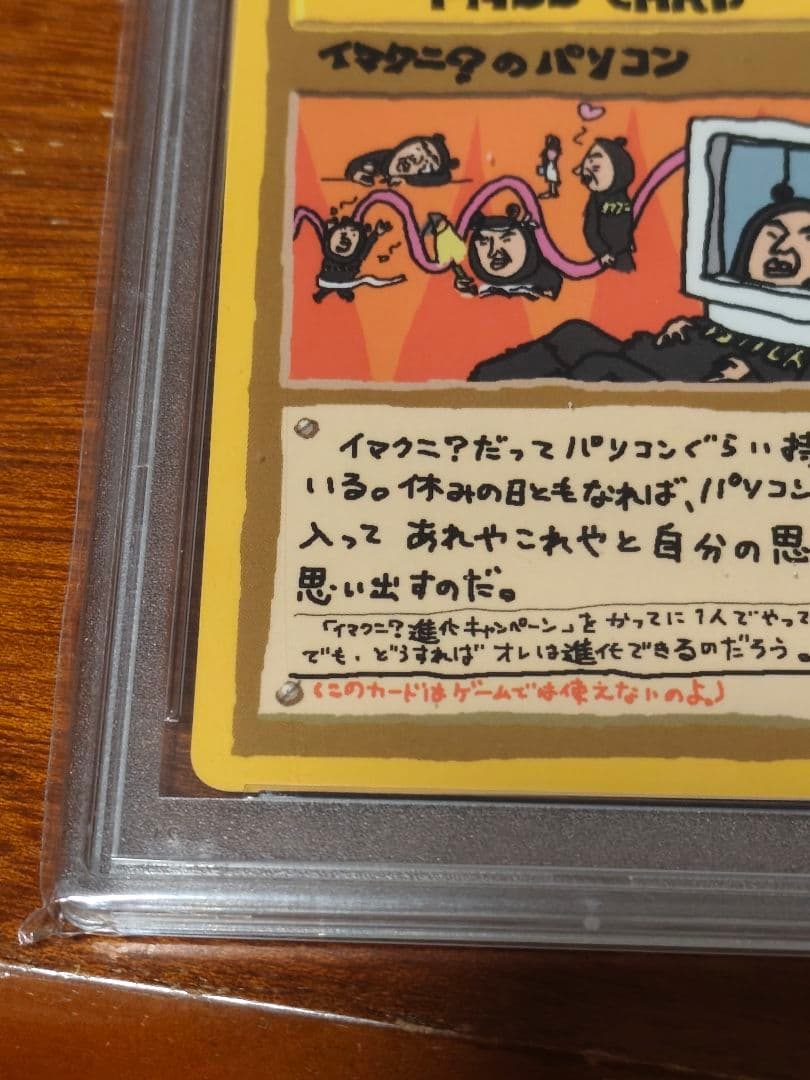 CARD
イマクニ?のパソコン
オマフニ
イマクニ?だってパソコンぐらい持
いる。休みの日ともなれば、パソコン
入って あれやこれやと自分の思
思い出すのだ。
「イマクニ?進化キャンペーン」をかってに1人でやって
でも、どうすればオレは進化できるのだろう。
(このカードはゲームでは使えないのよ。)